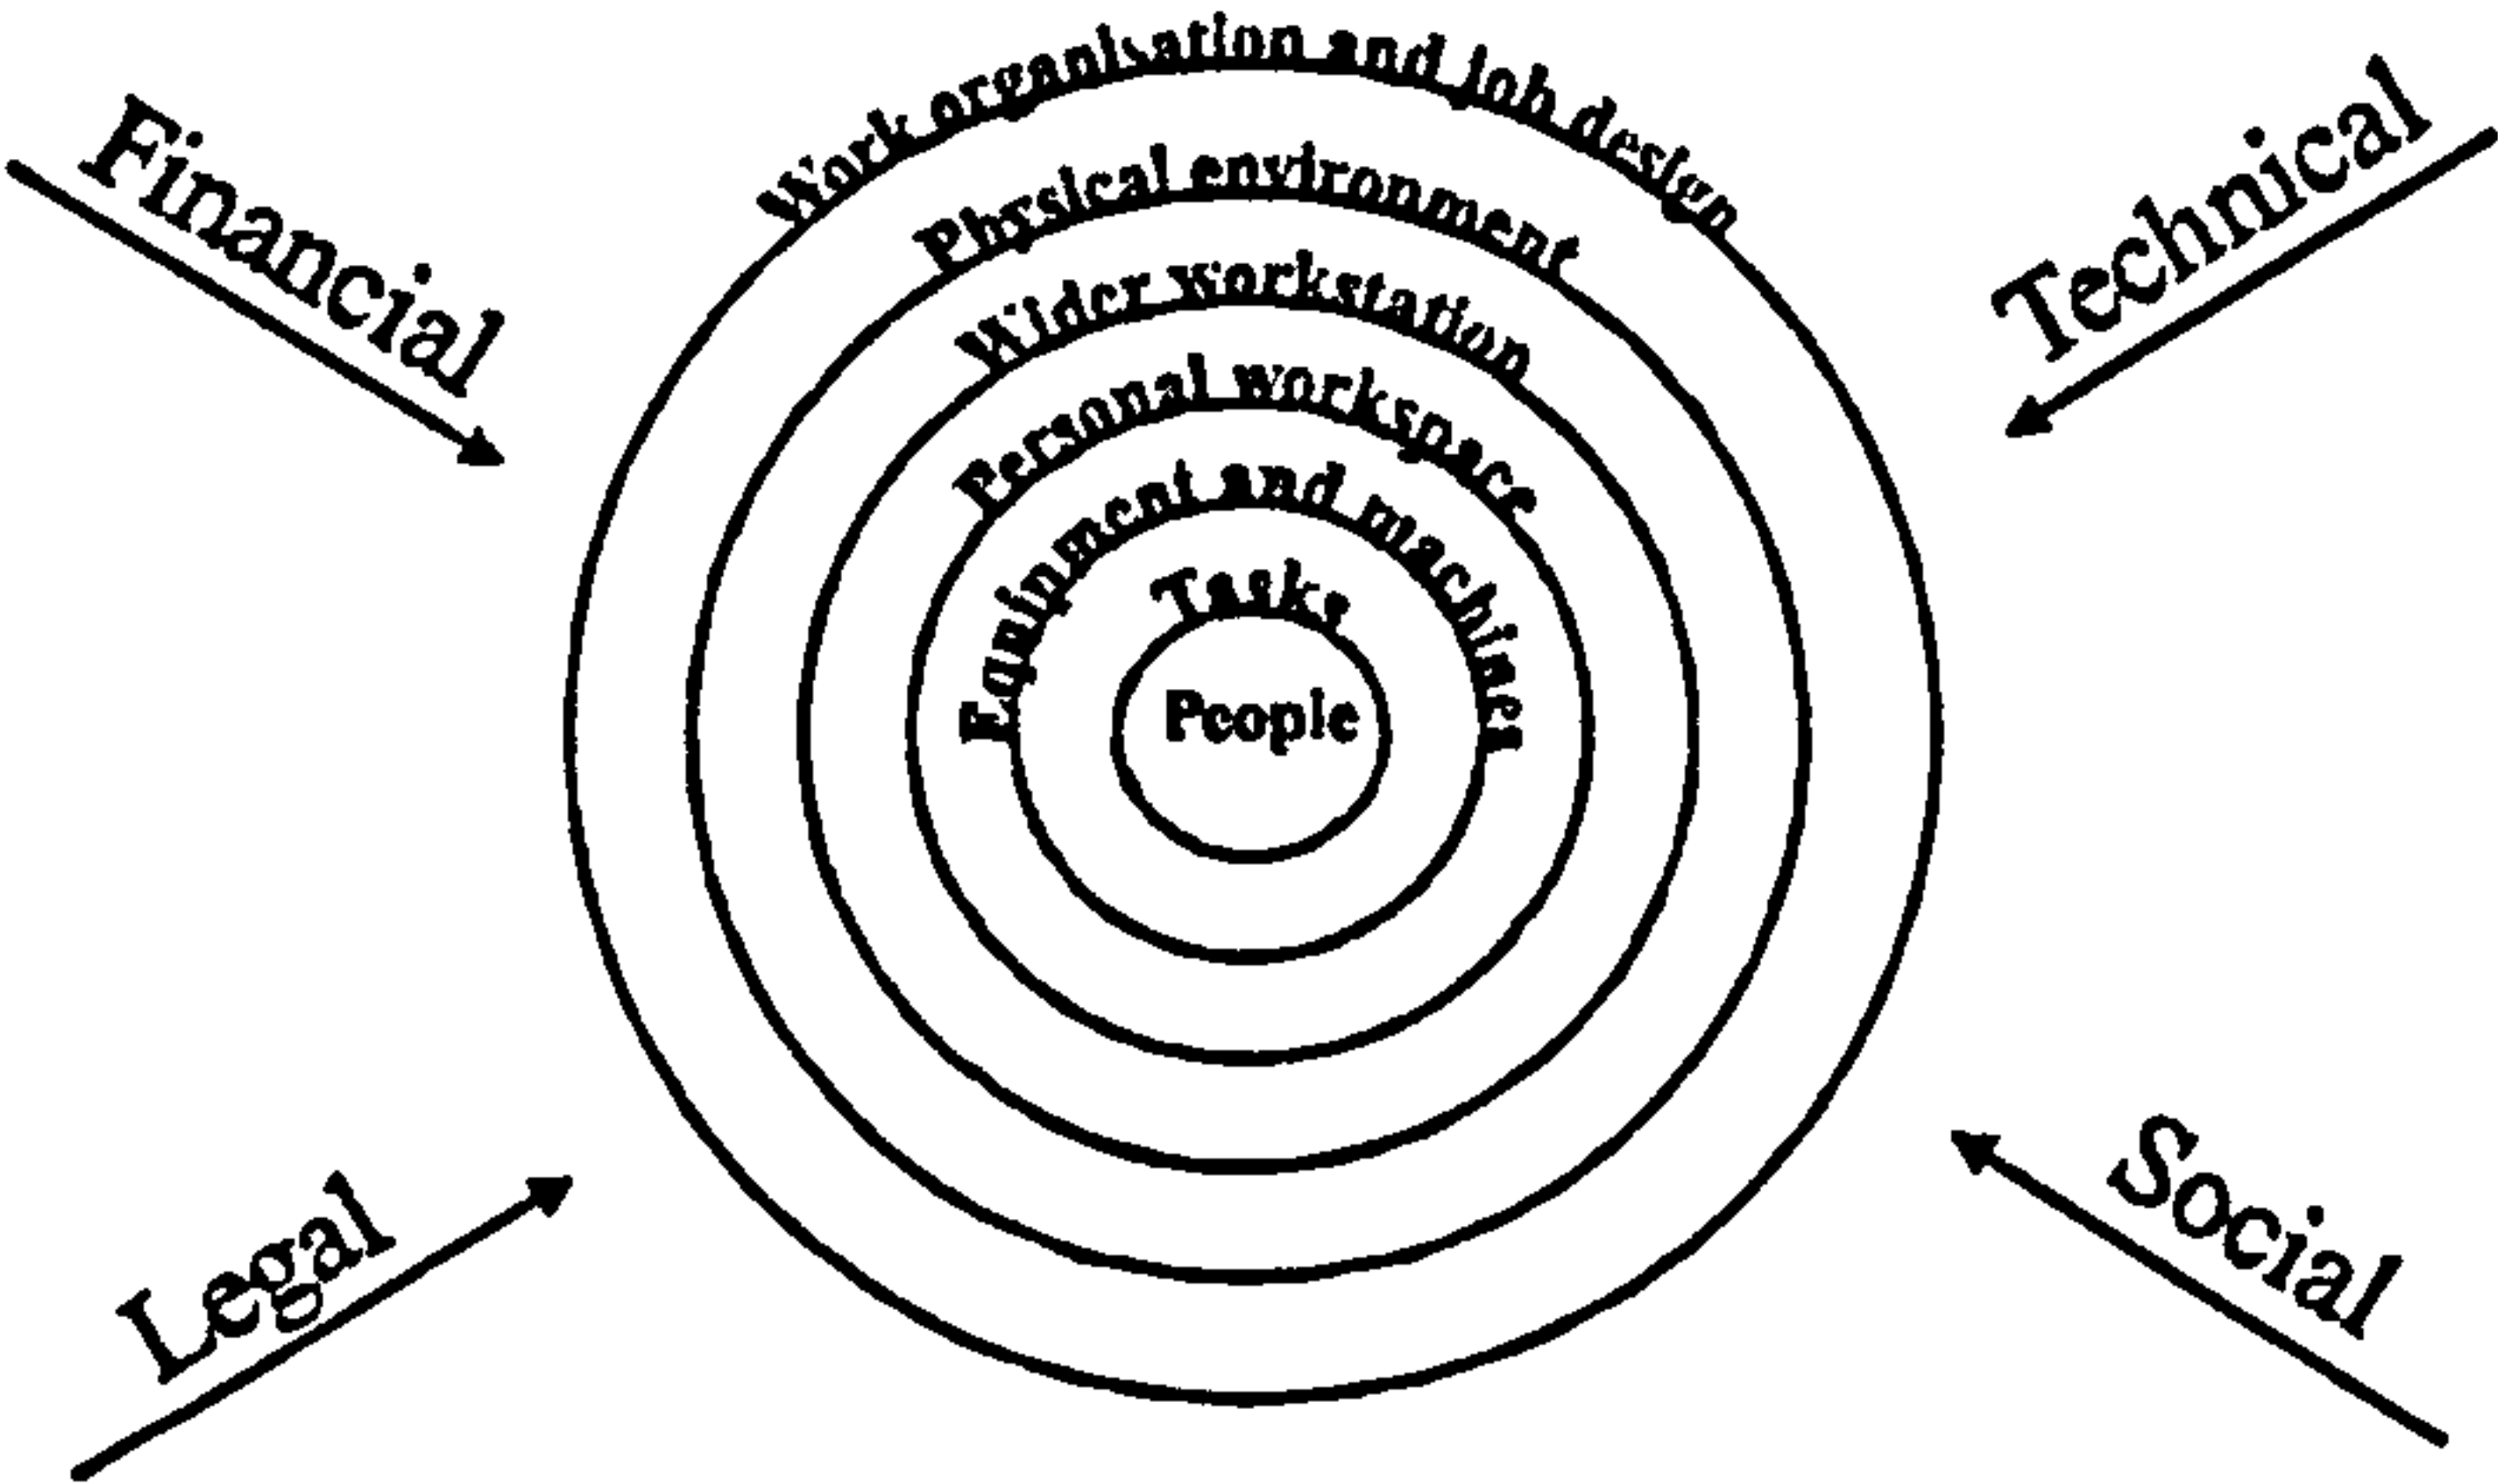 Financial
Technical
Work organisation and job design
Physical environment
Wider workstation
Personal workspace
Equipment and machines
Tasks
People
Legal
Social